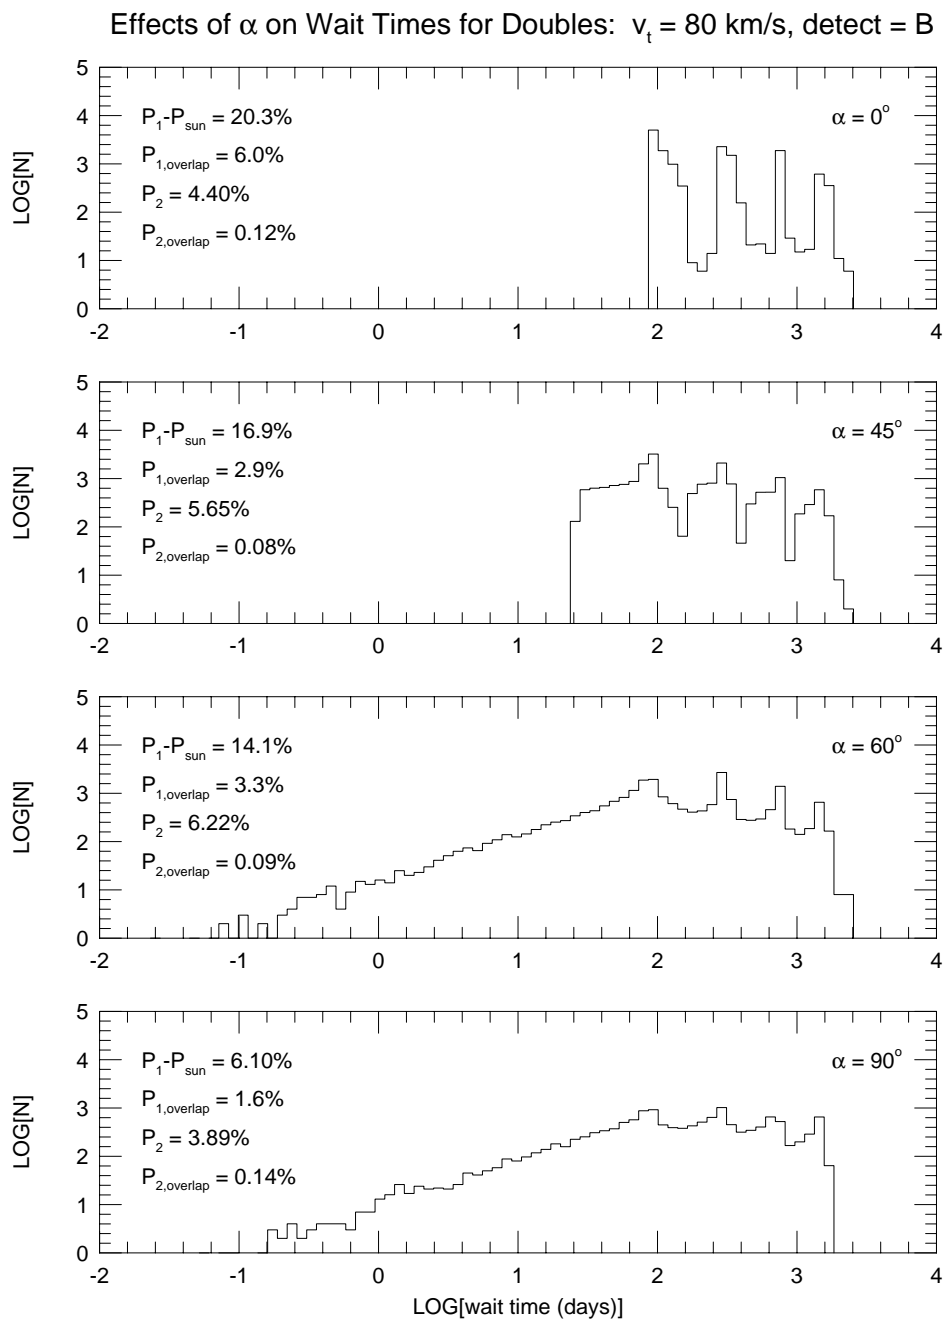 Effects of α on Wait Times for Doubles: vt = 80 km/s, detect = B
5
4
3
2
1
0
LOG[N]
P1-Psun = 20.3%
P1,overlap = 6.0%
P2 = 4.40%
P2,overlap = 0.12%
α = 0°
-2 -1 0 1 2 3 4
5
4
3
2
1
0
LOG[N]
P1-Psun = 16.9%
P1,overlap = 2.9%
P2 = 5.65%
P2,overlap = 0.08%
α = 45°
-2 -1 0 1 2 3 4
5
4
3
2
1
0
LOG[N]
P1-Psun = 14.1%
P1,overlap = 3.3%
P2 = 6.22%
P2,overlap = 0.09%
α = 60°
-2 -1 0 1 2 3 4
5
4
3
2
1
0
LOG[N]
P1-Psun = 6.10%
P1,overlap = 1.6%
P2 = 3.89%
P2,overlap = 0.14%
α = 90°
-2 -1 0 1 2 3 4
LOG[wait time (days)]